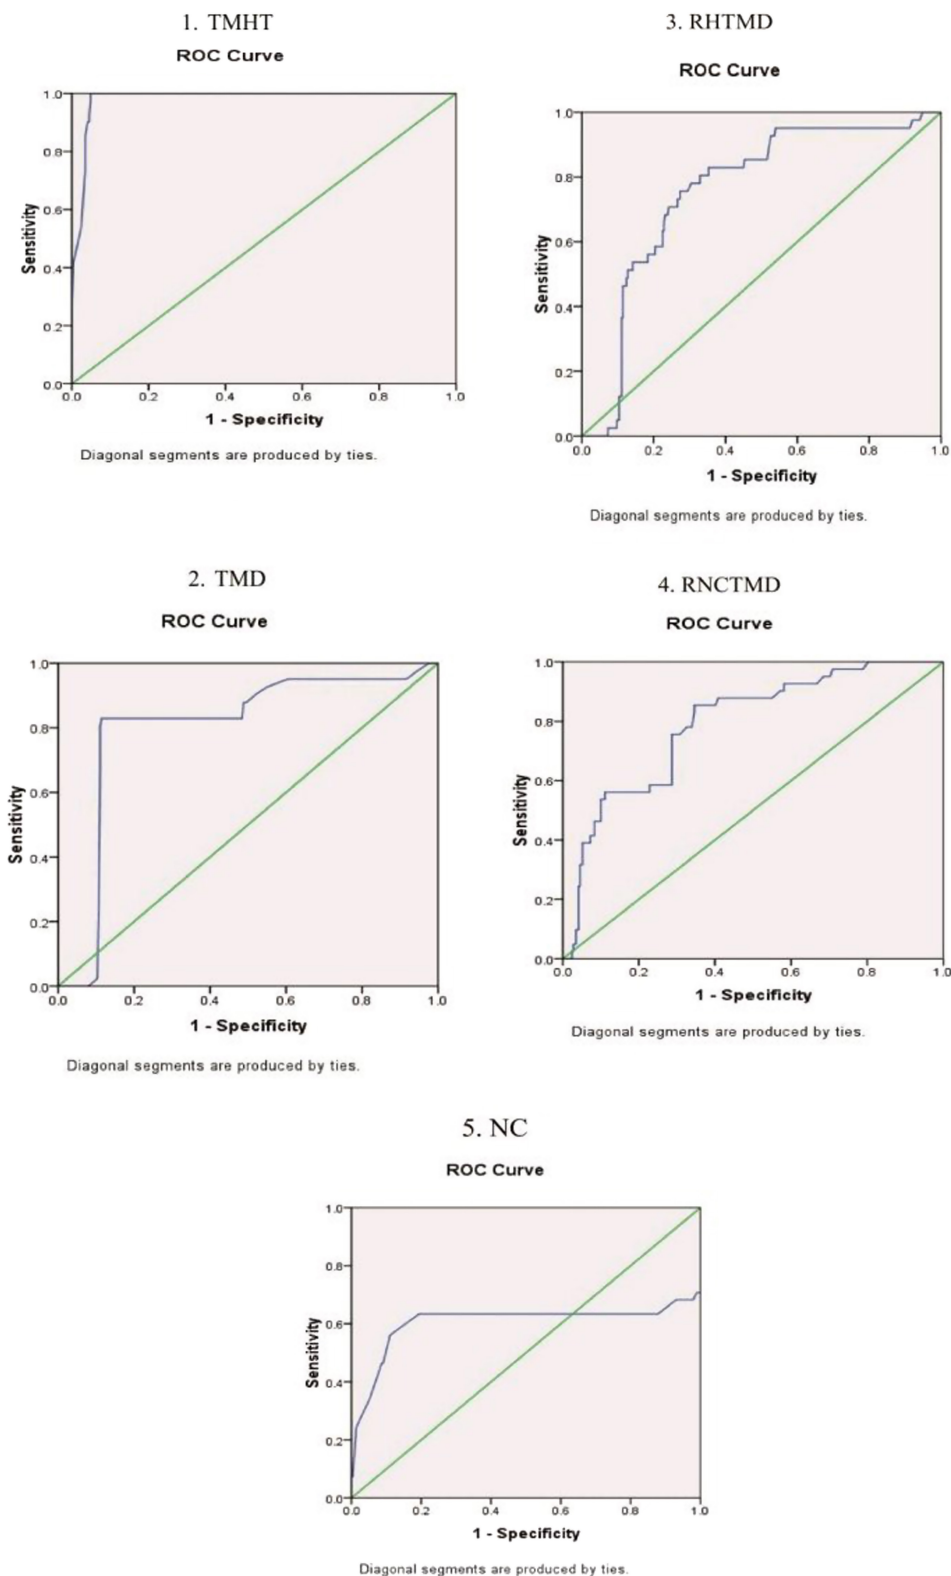 1. TMHT
ROC Curve
1.0
0.8
0.6
0.4
0.2
0.0
Sensitivity
0.0 0.2 0.4 0.6 0.8 1.0
1 - Specificity
Diagonal segments are produced by ties.
3. RHTMD
ROC Curve
1.0
0.8
0.6
0.4
0.2
0.0
Sensitivity
0.0 0.2 0.4 0.6 0.8 1.0
1 - Specificity
Diagonal segments are produced by ties.
2. TMD
ROC Curve
1.0
0.8
0.6
0.4
0.2
0.0
Sensitivity
0.0 0.2 0.4 0.6 0.8 1.0
1 - Specificity
Diagonal segments are produced by ties.
4. RNCTMD
ROC Curve
1.0
0.8
0.6
0.4
0.2
0.0
Sensitivity
0.0 0.2 0.4 0.6 0.8 1.0
1 - Specificity
Diagonal segments are produced by ties.
5. NC
ROC Curve
1.0
0.8
0.6
0.4
0.2
0.0
Sensitivity
0.0 0.2 0.4 0.6 0.8 1.0
1 - Specificity
Diagonal segments are produced by ties.